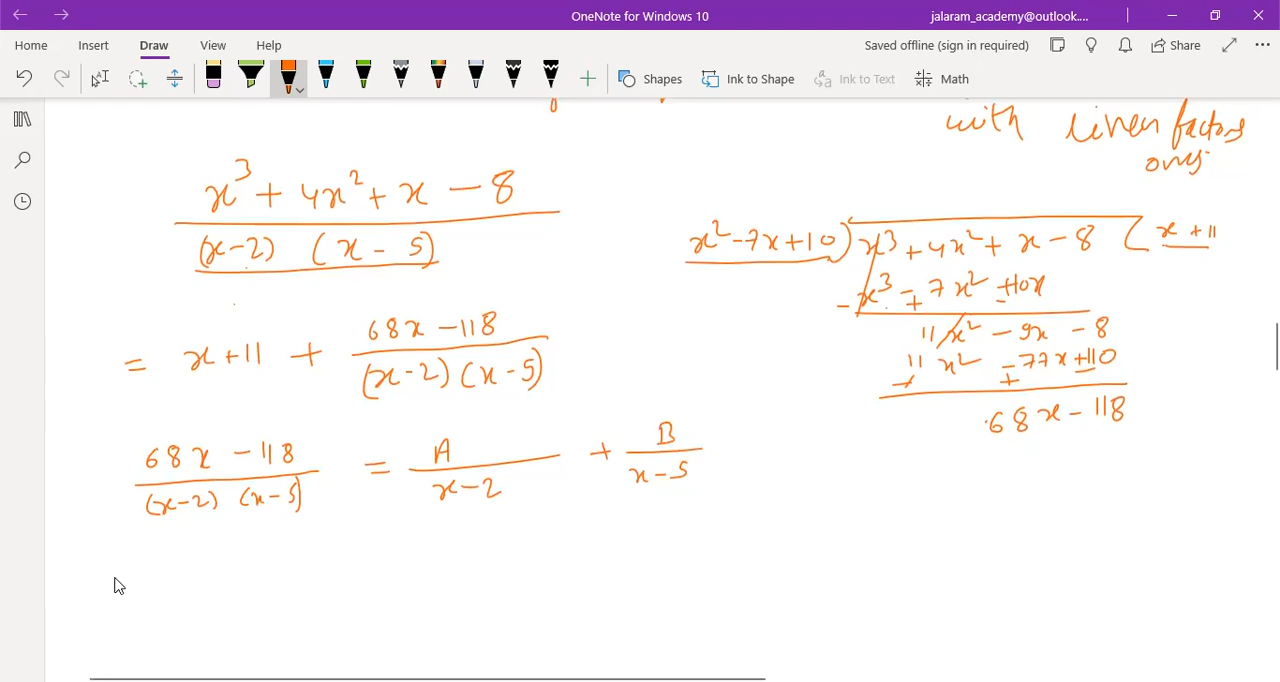 OneNote for Windows 10
jalaram_academy@outlook....
Home Insert Draw View Help
Saved offline (sign in required) Share
Shapes Ink to Shape Ink to Text Math
with linear factors
only
x³ + 4x² + x - 8
(x-2) (x-5)
= x+11 + 68x-118
(x-2)(x-5)
68x - 118 = A + B
(x-2) (x-5) x-2 x-5
x²-7x+10) x³ + 4x² + x - 8 ( x + 11
- x³ - 7x² + 10x
+ -
11x² - 9x - 8
11x² - 77x + 110
- + -
68x - 118